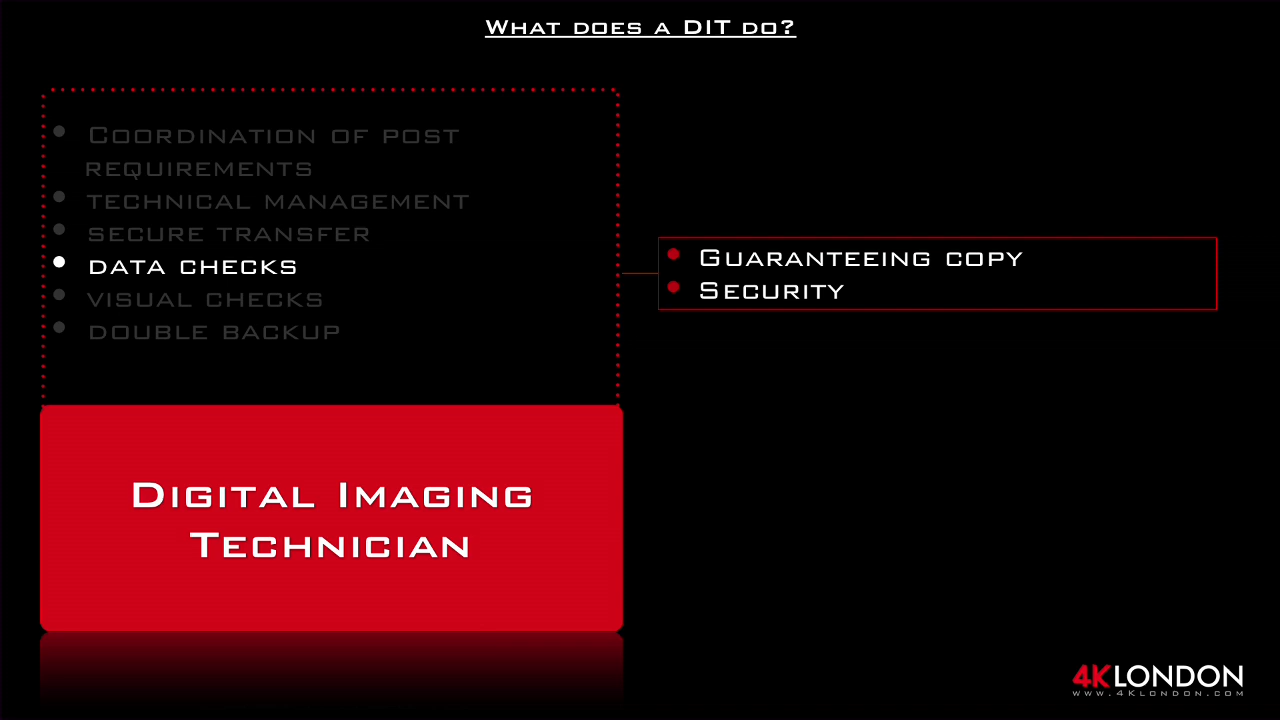 What does a DIT do?
Coordination of post
requirements
technical management
secure transfer
data checks
visual checks
double backup
Guaranteeing copy
Security
Digital Imaging
Technician
4KLONDON
www.4Klondon.com